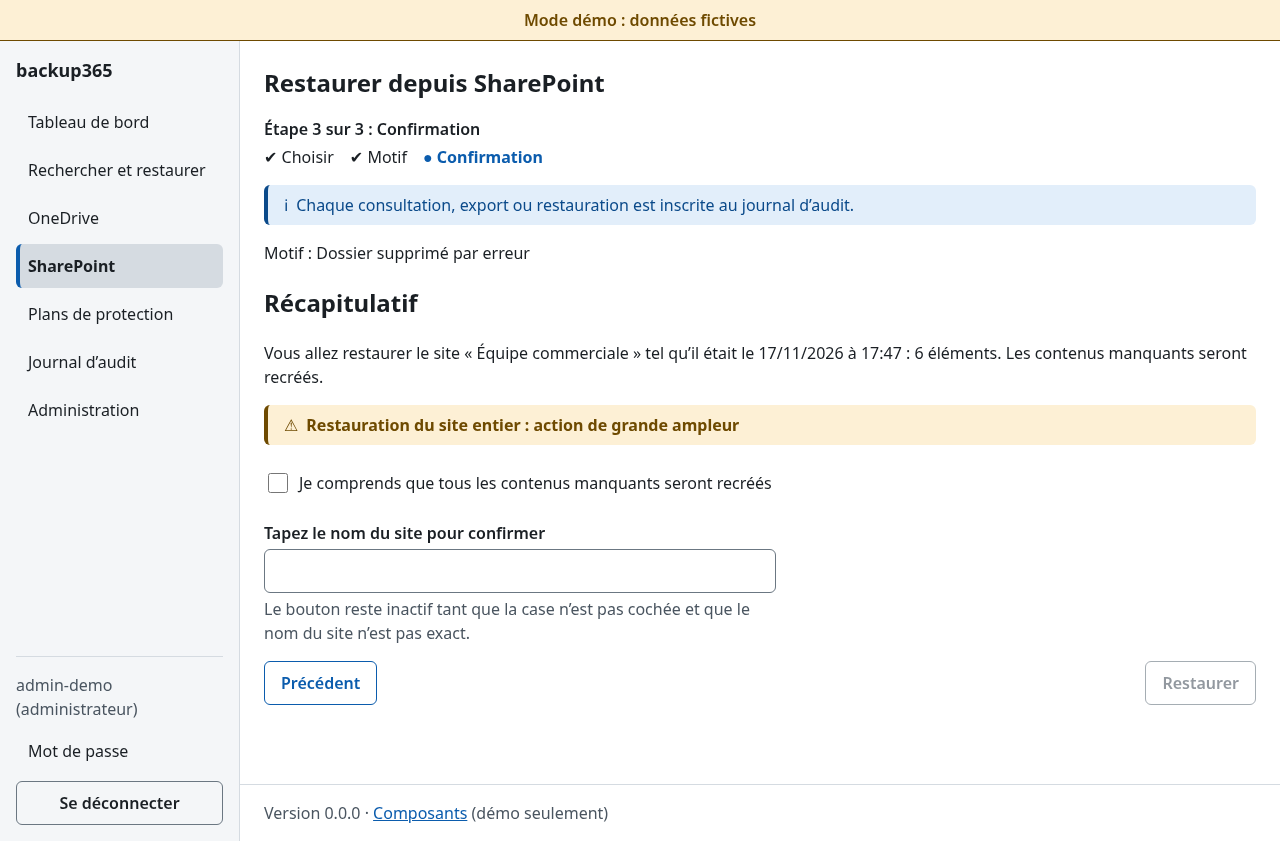 Mode démo : données fictives
backup365
Tableau de bord
Rechercher et restaurer
OneDrive
SharePoint
Plans de protection
Journal d’audit
Administration
admin-demo
(administrateur)
Mot de passe
Se déconnecter
Restaurer depuis SharePoint
Étape 3 sur 3 : Confirmation
✔ Choisir ✔ Motif ● Confirmation
i Chaque consultation, export ou restauration est inscrite au journal d’audit.
Motif : Dossier supprimé par erreur
Récapitulatif
Vous allez restaurer le site « Équipe commerciale » tel qu’il était le 17/11/2026 à 17:47 : 6 éléments. Les contenus manquants seront
recréés.
⚠ Restauration du site entier : action de grande ampleur
Je comprends que tous les contenus manquants seront recréés
Tapez le nom du site pour confirmer
Le bouton reste inactif tant que la case n’est pas cochée et que le
nom du site n’est pas exact.
Précédent
Restaurer
Version 0.0.0 · Composants (démo seulement)